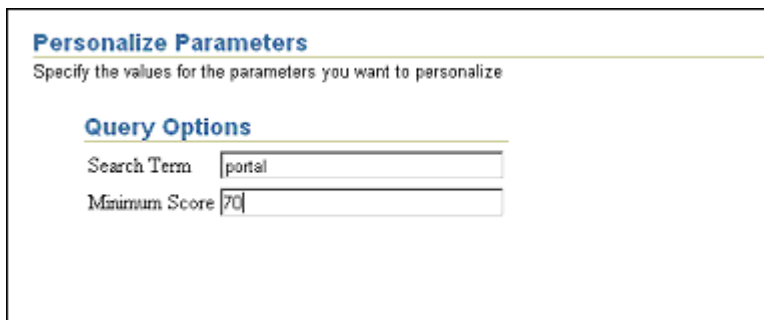 Personalize Parameters
Specify the values for the parameters you want to personalize
Query Options
Search Term portal
Minimum Score 70